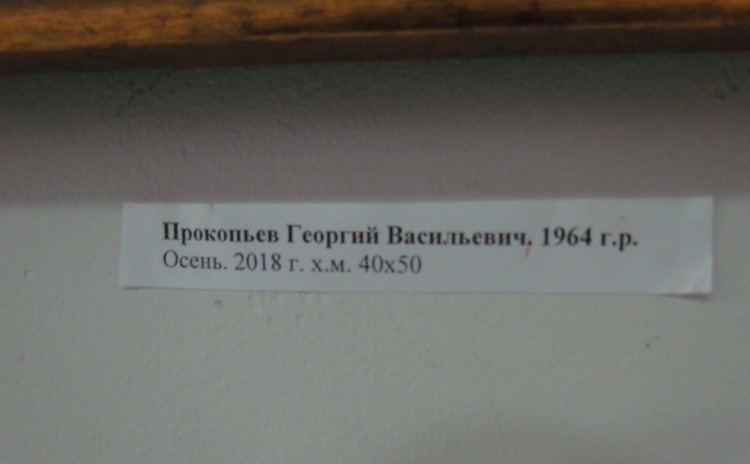 Прокопьев Георгий Васильевич, 1964 г.р.
Осень. 2018 г. х.м. 40х50